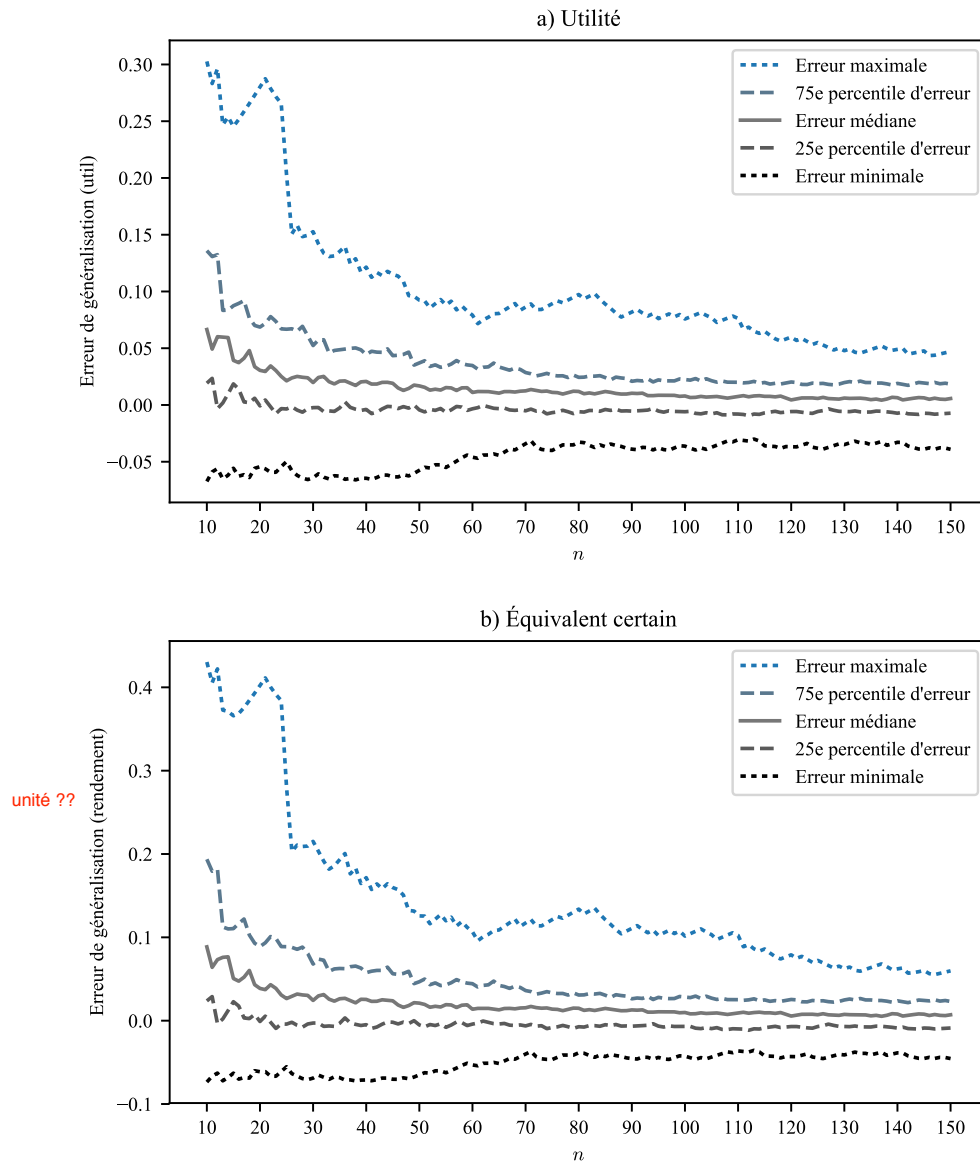 a) Utilité
Erreur de généralisation (util)
0.30
0.25
0.20
0.15
0.10
0.05
0.00
−0.05
Erreur maximale
75e percentile d'erreur
Erreur médiane
25e percentile d'erreur
Erreur minimale
10 20 30 40 50 60 70 80 90 100 110 120 130 140 150
n
b) Équivalent certain
unité ??
Erreur de généralisation (rendement)
0.4
0.3
0.2
0.1
0.0
−0.1
Erreur maximale
75e percentile d'erreur
Erreur médiane
25e percentile d'erreur
Erreur minimale
10 20 30 40 50 60 70 80 90 100 110 120 130 140 150
n